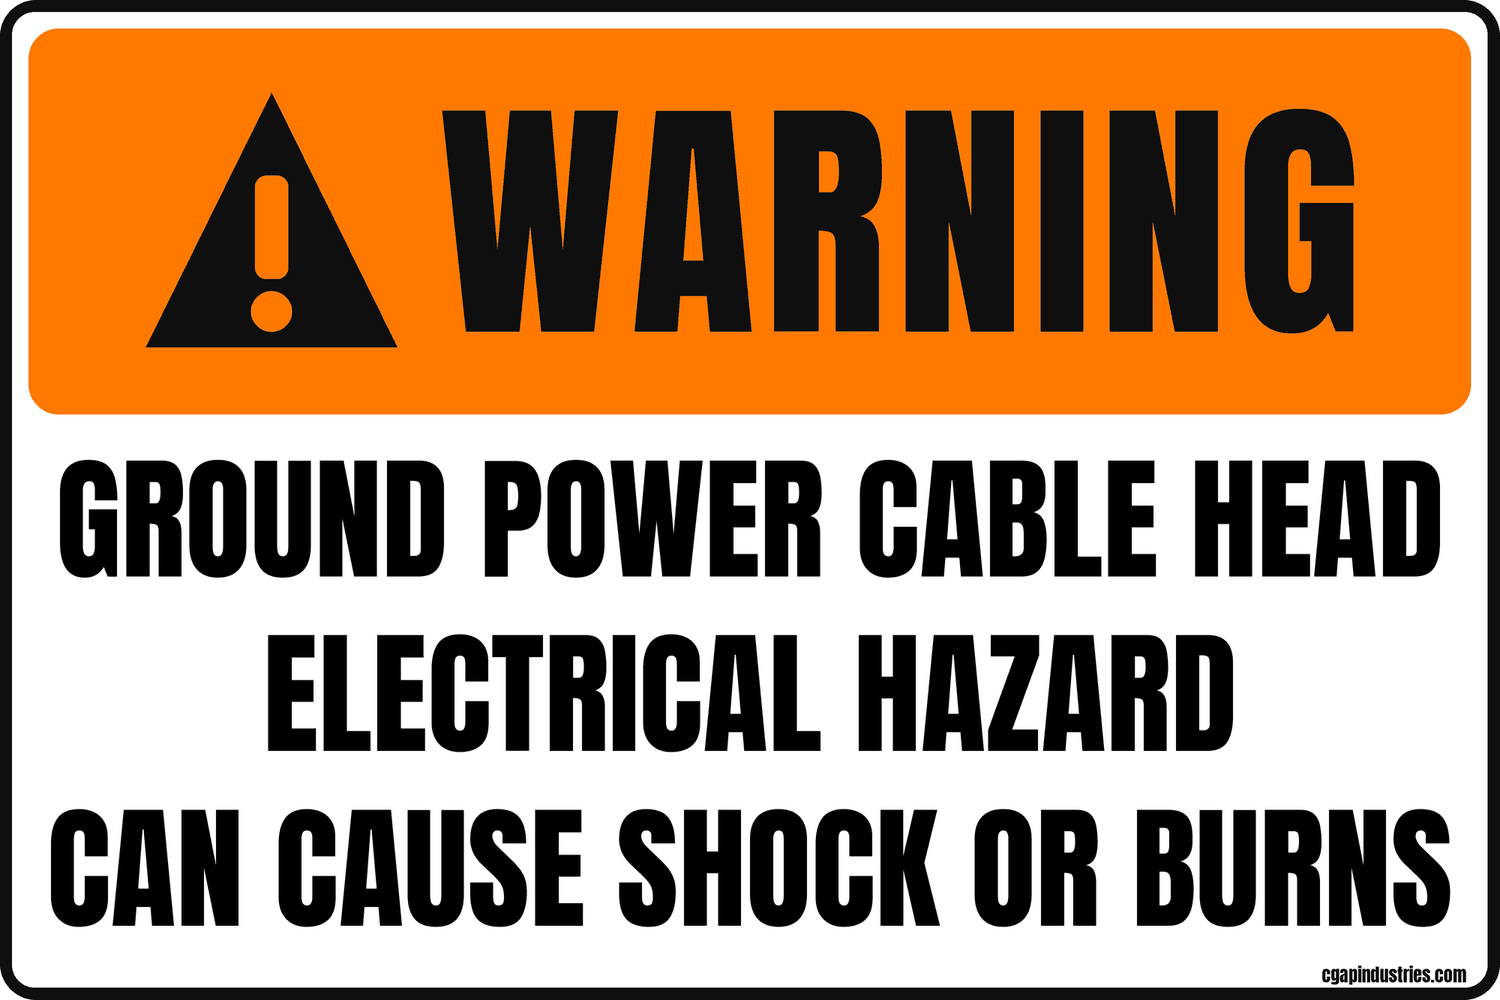 WARNING
GROUND POWER CABLE HEAD
ELECTRICAL HAZARD
CAN CAUSE SHOCK OR BURNS
cgapindustries.com